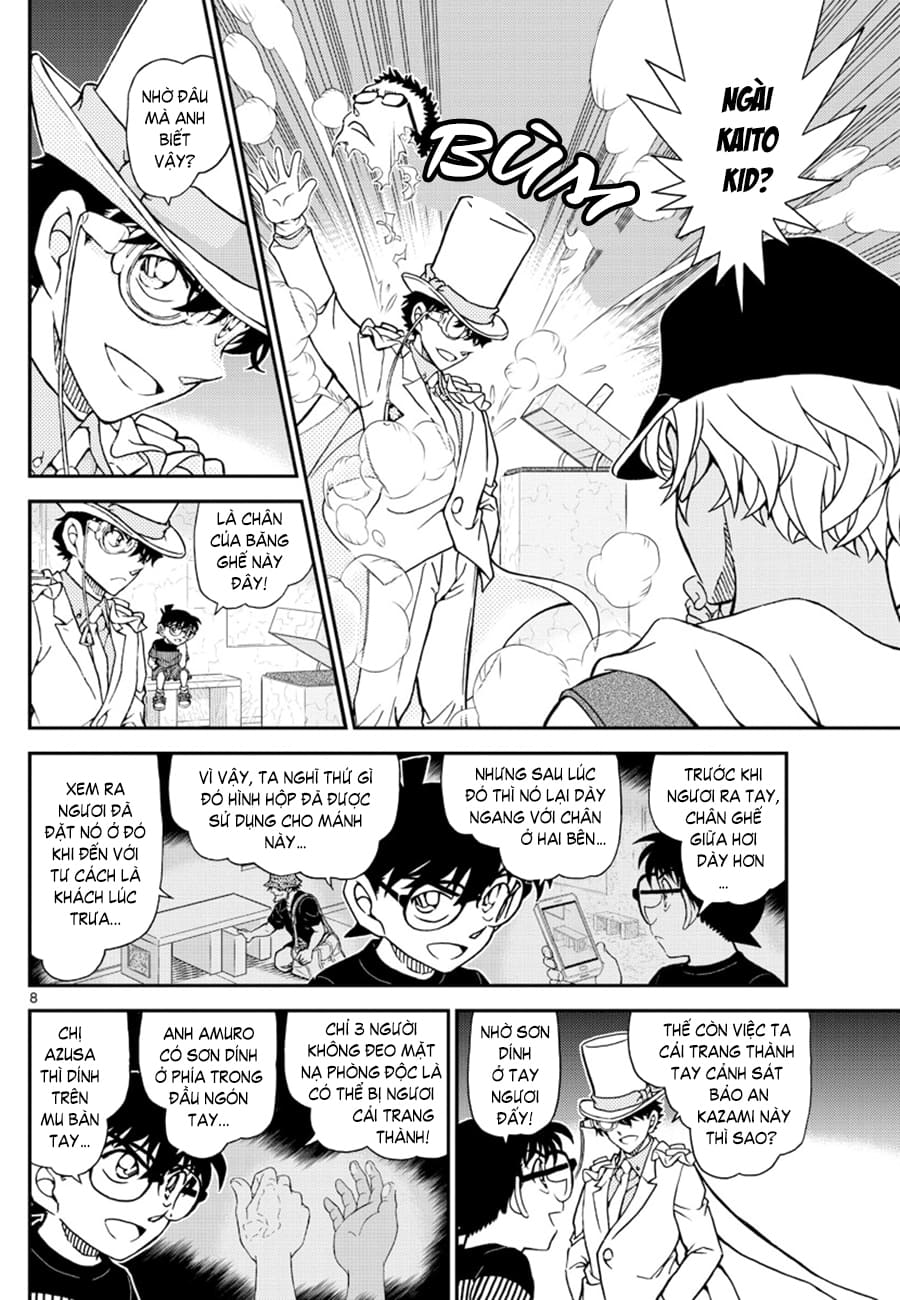 NGÀI
KAITO
KID?
BÙM
NHỜ ĐÂU
MÀ ANH
BIẾT
VẬY?
LÀ CHÂN
CỦA BĂNG
GHẾ NÀY
ĐÂY!
TRƯỚC KHI
NGƯƠI RA TAY,
CHÂN GHẾ
GIỮA HƠI
DÀY HƠN
...
NHƯNG SAU LÚC
ĐÓ THÌ NÓ LẠI DÀY
NGANG VỚI CHÂN
Ở HAI BÊN...
VÌ VẬY, TA NGHĨ THỨ GÌ
ĐÓ HÌNH HỘP ĐÃ ĐƯỢC
SỬ DỤNG CHO MÁNH
NÀY...
XEM RA
NGƯƠI ĐÃ
ĐẶT NÓ Ở ĐÓ
KHI ĐẾN VỚI
TƯ CÁCH LÀ
KHÁCH LÚC
TRƯA...
8
THẾ CÒN VIỆC TA
CẢI TRANG THÀNH
TAY CẢNH SÁT
BẢO AN
KAZAMI NÀY
THÌ SAO?
NHỜ SƠN
DÍNH
Ở TAY
NGƯƠI
ĐẤY!
CHỈ 3 NGƯỜI
KHÔNG ĐEO MẶT
NẠ PHÒNG ĐỘC LÀ
CÓ THỂ BỊ NGƯƠI
CẢI TRANG
THÀNH!
ANH AMURO
CÓ SƠN DÍNH
Ở PHÍA TRONG
ĐẦU NGÓN
TAY...
CHỊ
AZUSA
THÌ DÍNH
TRÊN
MU BÀN
TAY...